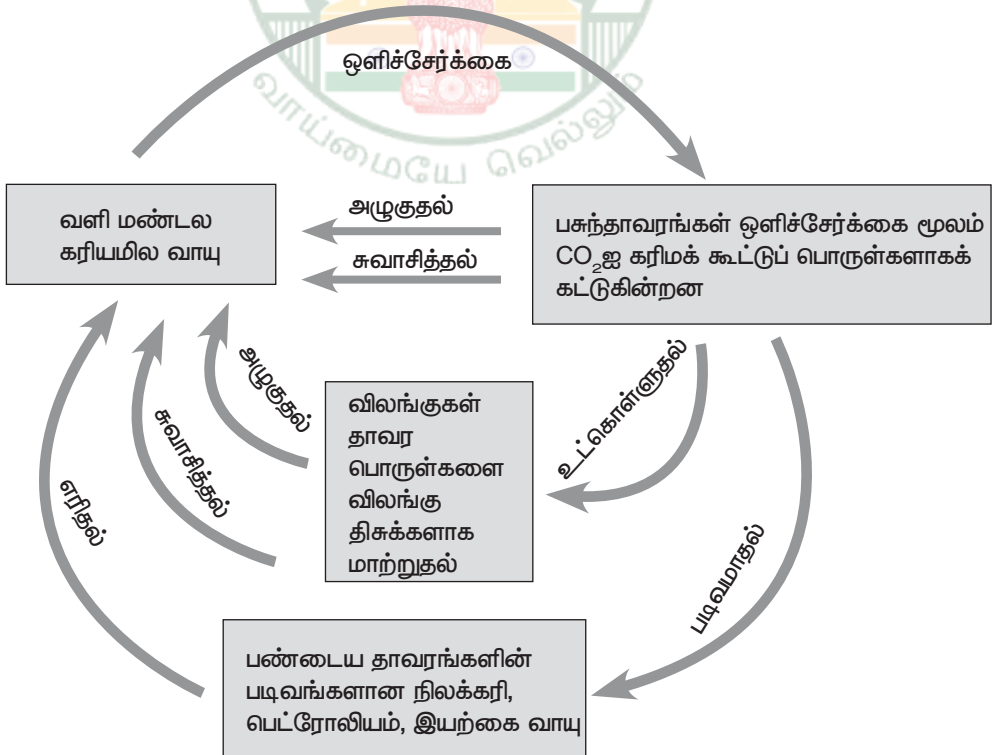 ஒளிச்சேர்க்கை
வாய்மையே வெல்லும்
வளி மண்டல
கரியமில வாயு
அழுகுதல்
சுவாசித்தல்
பசுந்தாவரங்கள் ஒளிச்சேர்க்கை மூலம்
CO₂ஐ கரிமக் கூட்டுப் பொருள்களாகக்
கட்டுகின்றன
அழுகுதல்
சுவாசித்தல்
எரிதல்
விலங்குகள்
தாவர
பொருள்களை
விலங்கு
திசுக்களாக
மாற்றுதல்
உட்கொள்ளுதல்
படிவமாதல்
பண்டைய தாவரங்களின்
படிவங்களான நிலக்கரி,
பெட்ரோலியம், இயற்கை வாயு